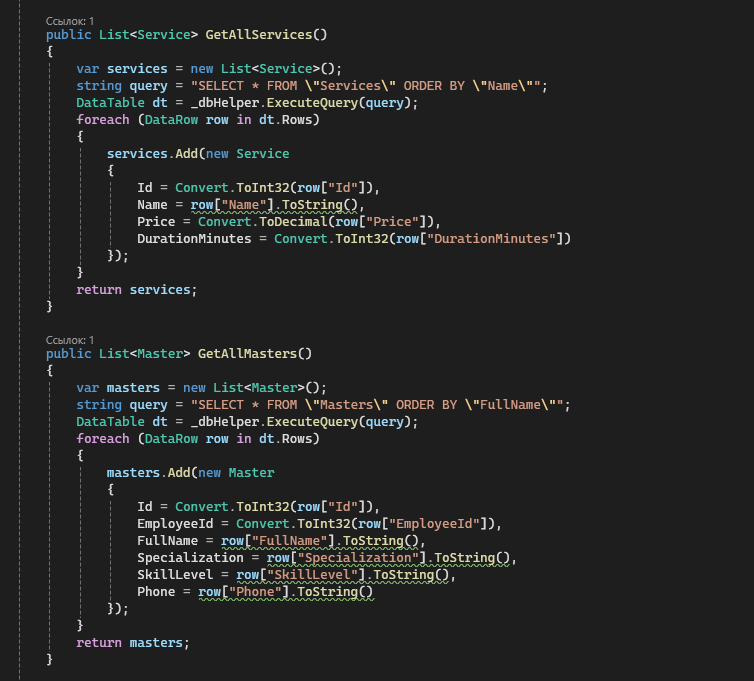 Ссылок: 1
public List<Service> GetAllServices()
{
    var services = new List<Service>();
    string query = "SELECT * FROM \"Services\" ORDER BY \"Name\"";
    DataTable dt = _dbHelper.ExecuteQuery(query);
    foreach (DataRow row in dt.Rows)
    {
        services.Add(new Service
        {
            Id = Convert.ToInt32(row["Id"]),
            Name = row["Name"].ToString(),
            Price = Convert.ToDecimal(row["Price"]),
            DurationMinutes = Convert.ToInt32(row["DurationMinutes"])
        });
    }
    return services;
}
Ссылок: 1
public List<Master> GetAllMasters()
{
    var masters = new List<Master>();
    string query = "SELECT * FROM \"Masters\" ORDER BY \"FullName\"";
    DataTable dt = _dbHelper.ExecuteQuery(query);
    foreach (DataRow row in dt.Rows)
    {
        masters.Add(new Master
        {
            Id = Convert.ToInt32(row["Id"]),
            EmployeeId = Convert.ToInt32(row["EmployeeId"]),
            FullName = row["FullName"].ToString(),
            Specialization = row["Specialization"].ToString(),
            SkillLevel = row["SkillLevel"].ToString(),
            Phone = row["Phone"].ToString()
        });
    }
    return masters;
}